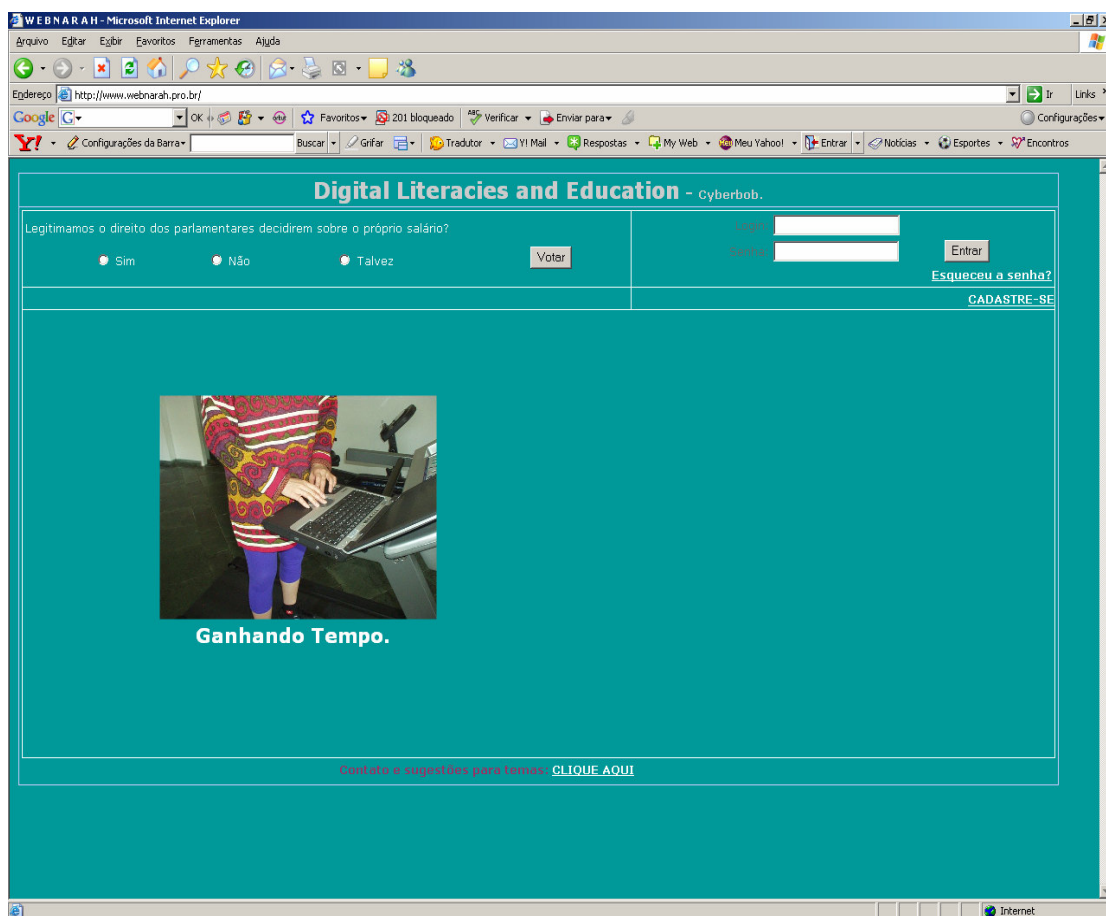 W E B N A R A H - Microsoft Internet Explorer
Arquivo Editar Exibir Favoritos Ferramentas Ajuda
Endereço http://www.webnarah.pro.br/ Ir Links
Google G OK Favoritos 201 bloqueado Verificar Enviar para Configurações
Y! Configurações da Barra Buscar Grifar Tradutor Y! Mail Respostas My Web Meu Yahoo! Entrar Notícias Esportes Encontros
Digital Literacies and Education - Cyberbob.
Legitimamos o direito dos parlamentares decidirem sobre o próprio salário?
Sim Não Talvez Votar
Login:
Senha: Entrar
Esqueceu a senha?
CADASTRE-SE
Ganhando Tempo.
Contato e sugestões para temas: CLIQUE AQUI
Internet